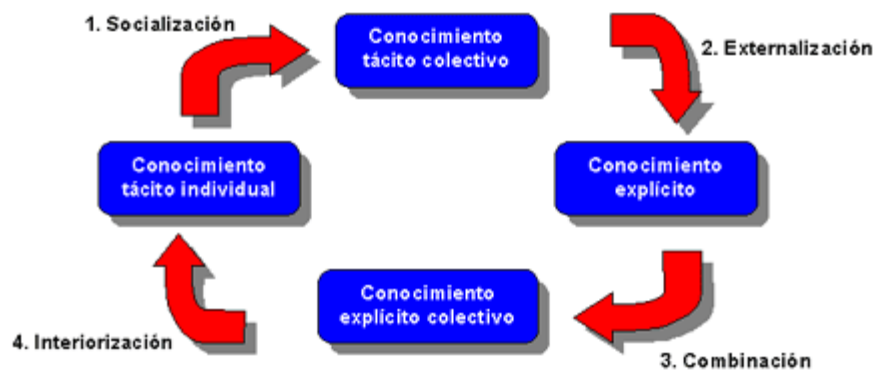 1. Socialización
Conocimiento
tácito colectivo
2. Externalización
Conocimiento
tácito individual
Conocimiento
explícito
Conocimiento
explícito colectivo
4. Interiorización
3. Combinación